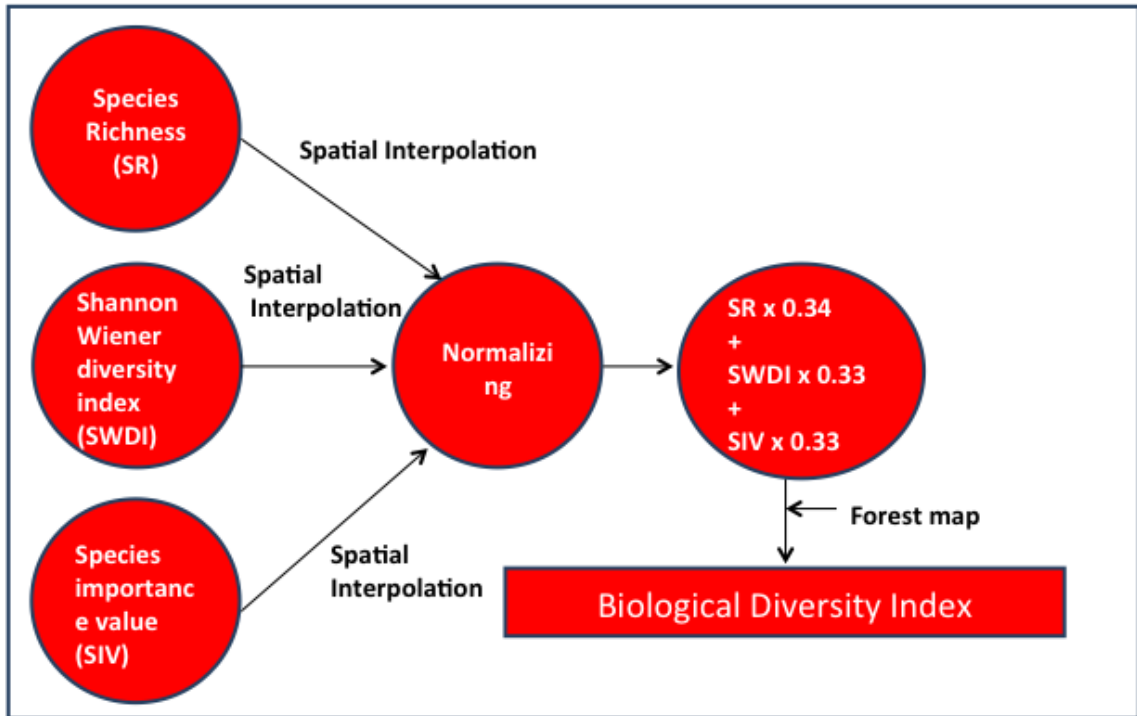 Species
Richness
(SR)
Spatial Interpolation
Shannon
Wiener
diversity
index
(SWDI)
Spatial
Interpolation
Normalizi
ng
SR x 0.34
+
SWDI x 0.33
+
SIV x 0.33
Species
importanc
e value
(SIV)
Spatial
Interpolation
Forest map
Biological Diversity Index